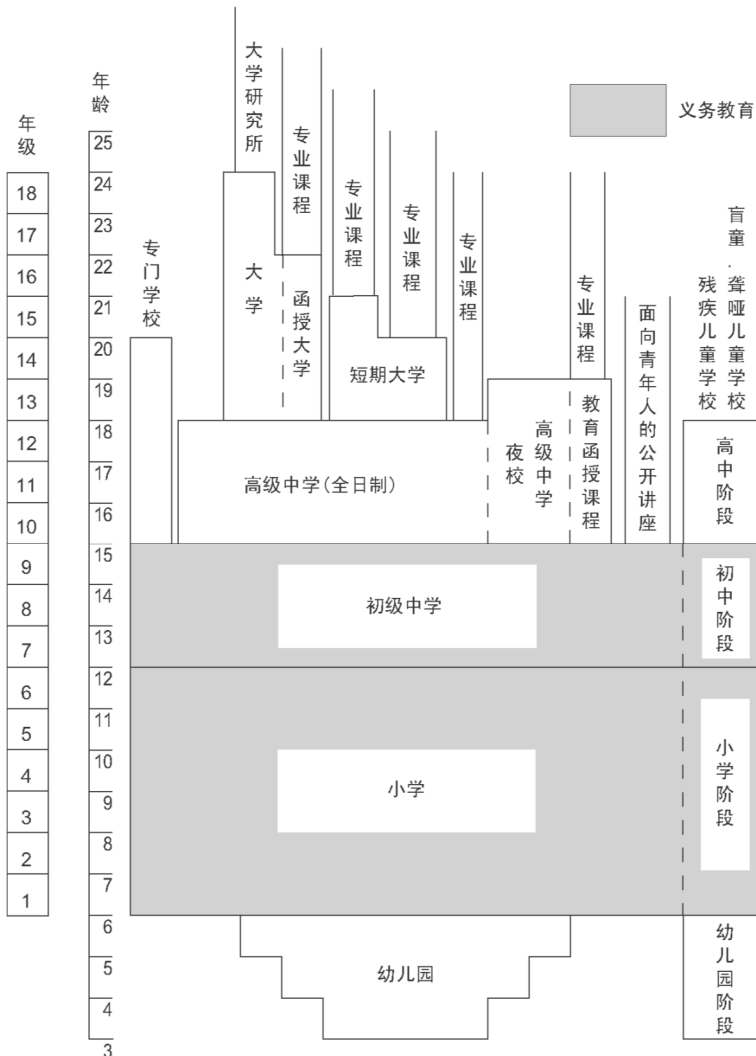 年级
18
17
16
15
14
13
12
11
10
9
8
7
6
5
4
3
2
1
年龄
25
24
23
22
21
20
19
18
17
16
15
14
13
12
11
10
9
8
7
6
5
4
3
义务教育
大学研究所
专业课程
专业课程
专业课程
专业课程
专业课程
专门学校
大学
函授大学
短期大学
高级中学(全日制)
高级中学
夜校
教育函授课程
面向青年人的公开讲座
盲童.聋哑儿童学校
残疾儿童学校
高中阶段
初级中学
初中阶段
小学
小学阶段
幼儿园
幼儿园阶段